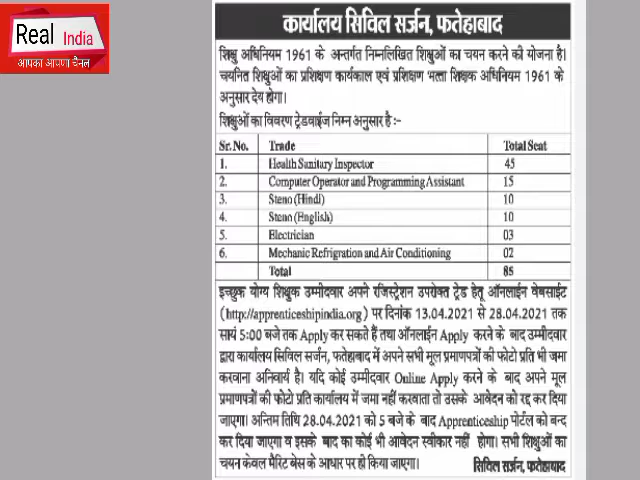 Real India
आपका आपणा चैनल
कार्यालय सिविल सर्जन, फतेहाबाद
शिक्षु अधिनियम 1961 के अन्तर्गत निम्नलिखित शिक्षुओं का चयन करने की योजना है।
चयनित शिक्षुओं का प्रशिक्षण कार्यकाल एवं प्रशिक्षण भत्ता शिक्षक अधिनियम 1961 के
अनुसार देय होगा।
शिक्षुओं का विवरण ट्रेडवाईज निम्न अनुसार है :-
Sr. No. Trade Total Seat
1. Health Sanitary Inspector 45
2. Computer Operator and Programming Assistant 15
3. Steno (Hindi) 10
4. Steno (English) 10
5. Electrician 03
6. Mechanic Refrigration and Air Conditioning 02
Total 85
इच्छुक योग्य शिक्षुक उम्मीदवार अपने रजिस्ट्रेशन उपरोक्त ट्रेड हेतू ऑनलाईन वेबसाईट
(http://apprenticeshipindia.org) पर दिनांक 13.04.2021 से 28.04.2021 तक
सायं 5:00 बजे तक Apply कर सकते हैं तथा ऑनलाईन Apply करने के बाद उम्मीदवार
द्वारा कार्यालय सिविल सर्जन, फतेहाबाद में अपने सभी मूल प्रमाणपत्रों की फोटो प्रति भी जमा
करवाना अनिवार्य है। यदि कोई उम्मीदवार Online Apply करने के बाद अपने मूल
प्रमाणपत्रों की फोटो प्रति कार्यालय में जमा नहीं करवाता तो उसके आवेदन को रद्द कर दिया
जाएगा। अन्तिम तिथि 28.04.2021 को 5 बजे के बाद Apprenticeship पोर्टल को बन्द
कर दिया जाएगा व इसके बाद का कोई भी आवेदन स्वीकार नहीं होगा। सभी शिक्षुओं का
चयन केवल मैरिट बेस के आधार पर ही किया जाएगा।
सिविल सर्जन, फतेहाबाद